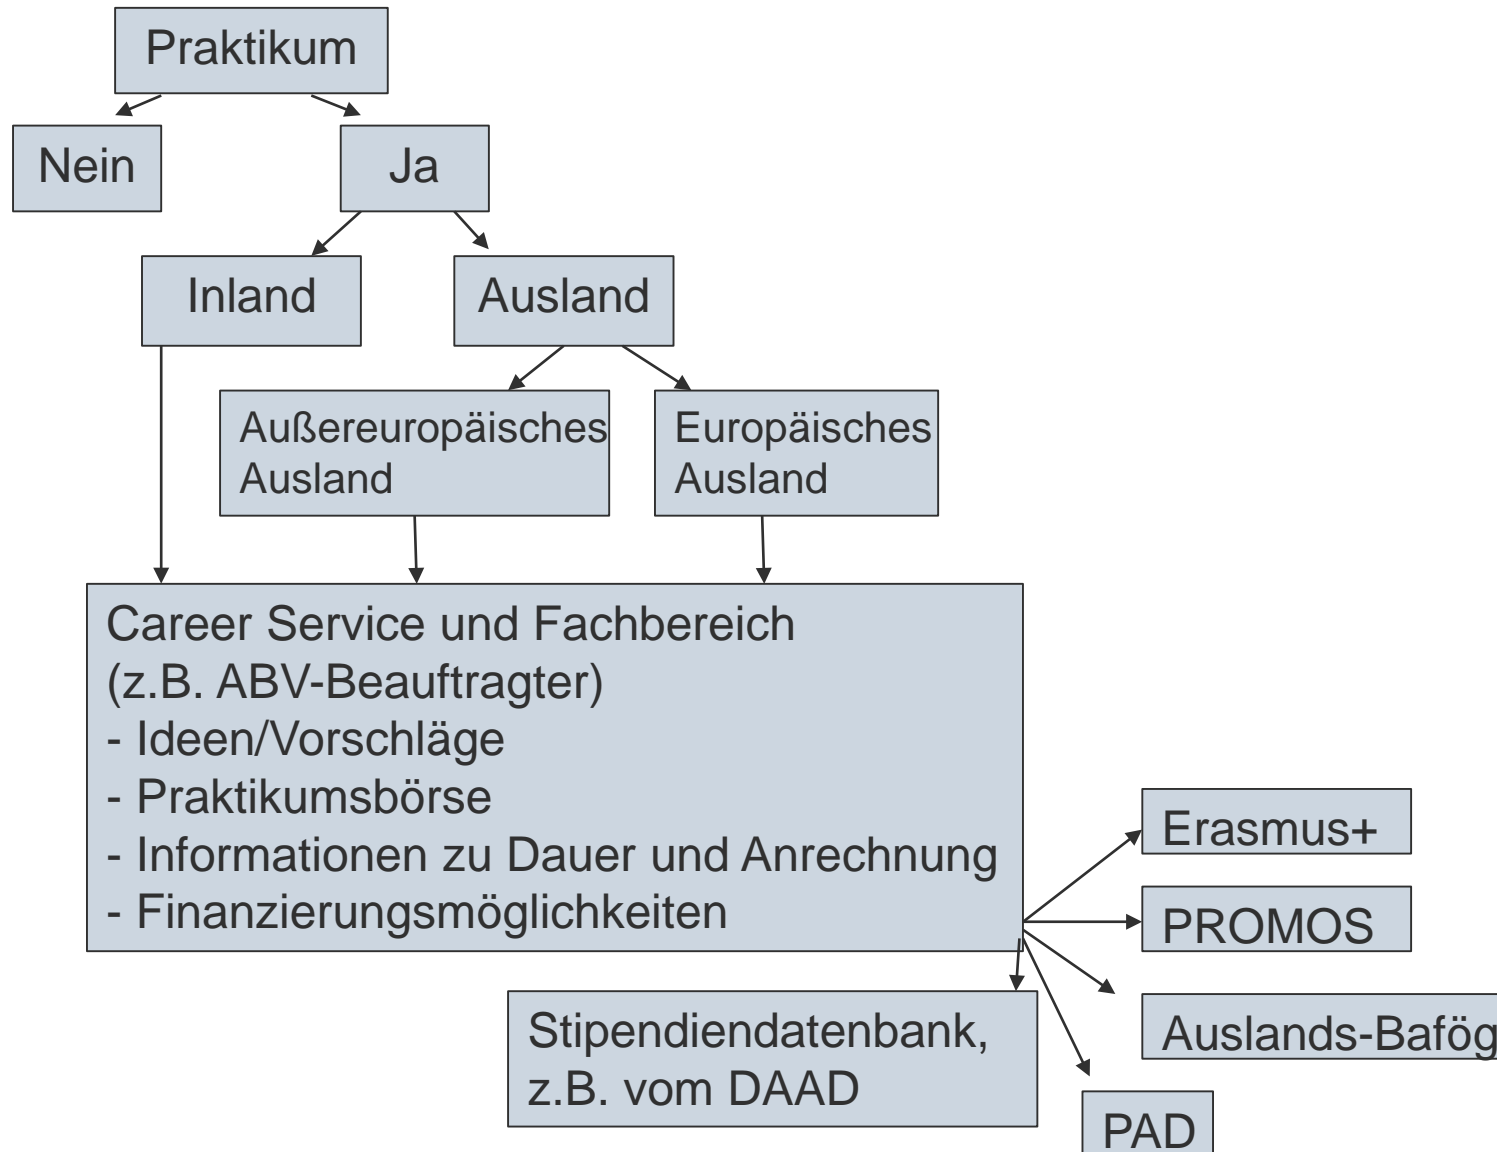 Praktikum
Nein
Ja
Inland
Ausland
Außereuropäisches
Ausland
Europäisches
Ausland
Career Service und Fachbereich
(z.B. ABV-Beauftragter)
- Ideen/Vorschläge
- Praktikumsbörse
- Informationen zu Dauer und Anrechnung
- Finanzierungsmöglichkeiten
Erasmus+
PROMOS
Auslands-Bafög
Stipendiendatenbank,
z.B. vom DAAD
PAD